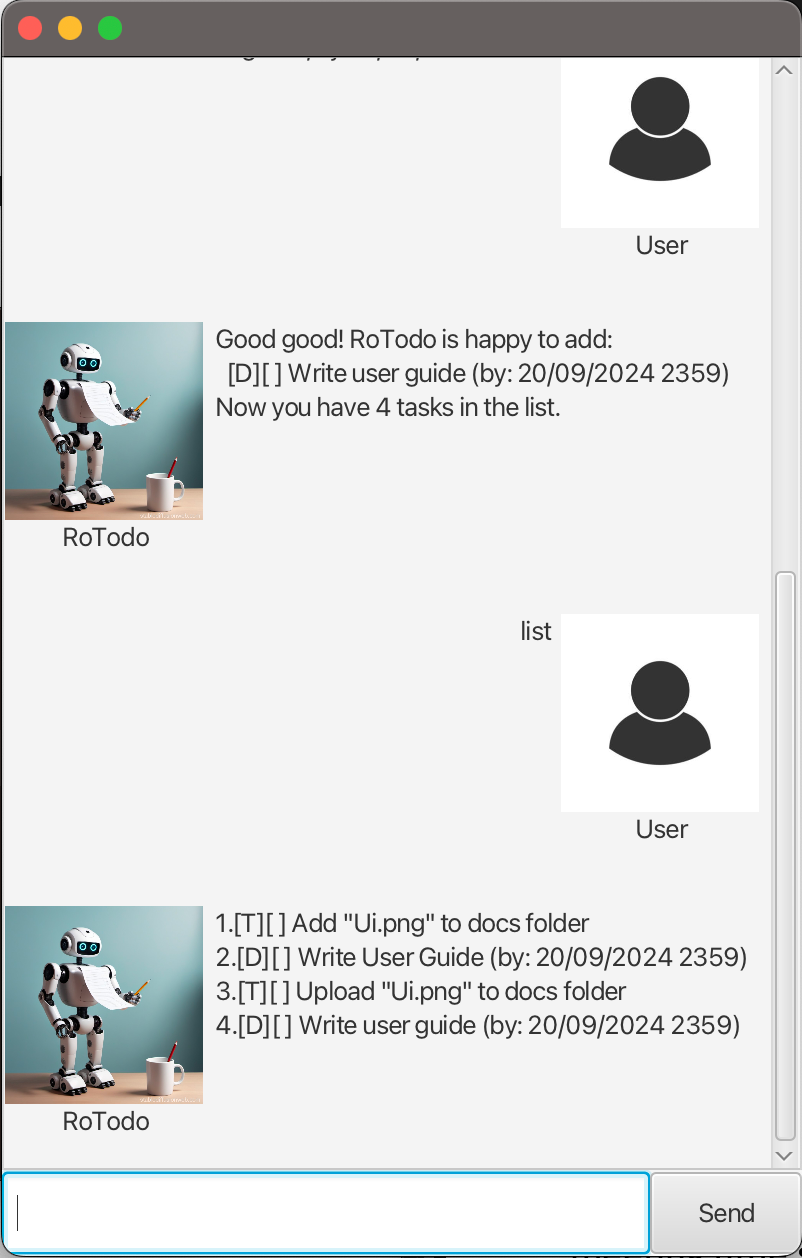 User
Good good! RoTodo is happy to add:
[D][ ] Write user guide (by: 20/09/2024 2359)
Now you have 4 tasks in the list.
RoTodo
list
User
1.[T][ ] Add "Ui.png" to docs folder
2.[D][ ] Write User Guide (by: 20/09/2024 2359)
3.[T][ ] Upload "Ui.png" to docs folder
4.[D][ ] Write user guide (by: 20/09/2024 2359)
RoTodo
Send